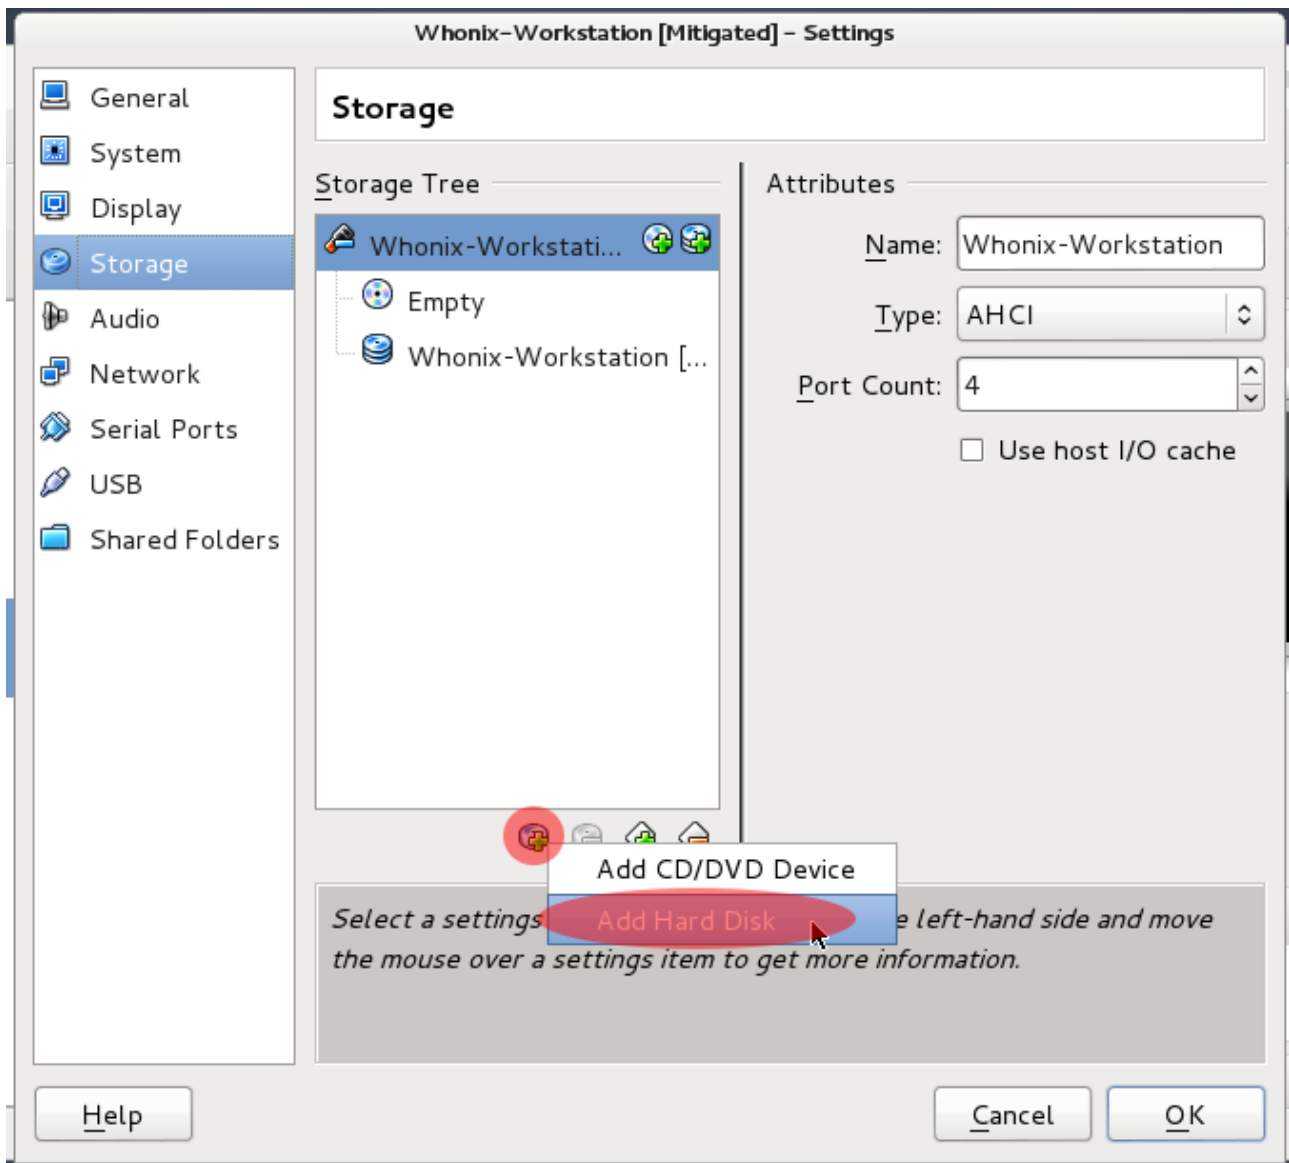 Whonix-Workstation [Mitigated] – Settings
General
System
Display
Storage
Audio
Network
Serial Ports
USB
Shared Folders
Storage
Storage Tree
Whonix-Workstati...
Empty
Whonix-Workstation [...
Attributes
Name: Whonix-Workstation
Type: AHCI
Port Count: 4
Use host I/O cache
Add CD/DVD Device
Add Hard Disk
Select a settings e left-hand side and move
the mouse over a settings item to get more information.
Help
Cancel
OK